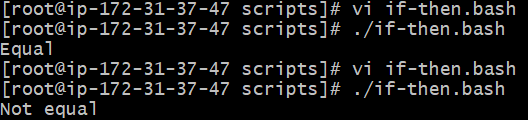 [root@ip-172-31-37-47 scripts]# vi if-then.bash
[root@ip-172-31-37-47 scripts]# ./if-then.bash
Equal
[root@ip-172-31-37-47 scripts]# vi if-then.bash
[root@ip-172-31-37-47 scripts]# ./if-then.bash
Not equal